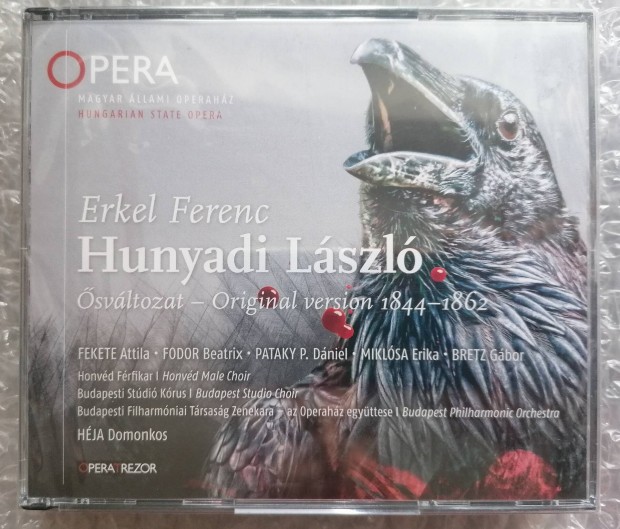 OPERA
MAGYAR ÁLLAMI OPERAHÁZ
HUNGARIAN STATE OPERA
Erkel Ferenc
Hunyadi László
Ősváltozat – Original version 1844–1862
FEKETE Attila • FODOR Beatrix • PATAKY P. Dániel • MIKLÓSA Erika • BRETZ Gábor
Honvéd Férfikar | Honvéd Male Choir
Budapesti Stúdió Kórus | Budapest Studio Choir
Budapesti Filharmóniai Társaság Zenekara – az Operaház együttese | Budapest Philharmonic Orchestra
HÉJA Domonkos
OPERATREZOR